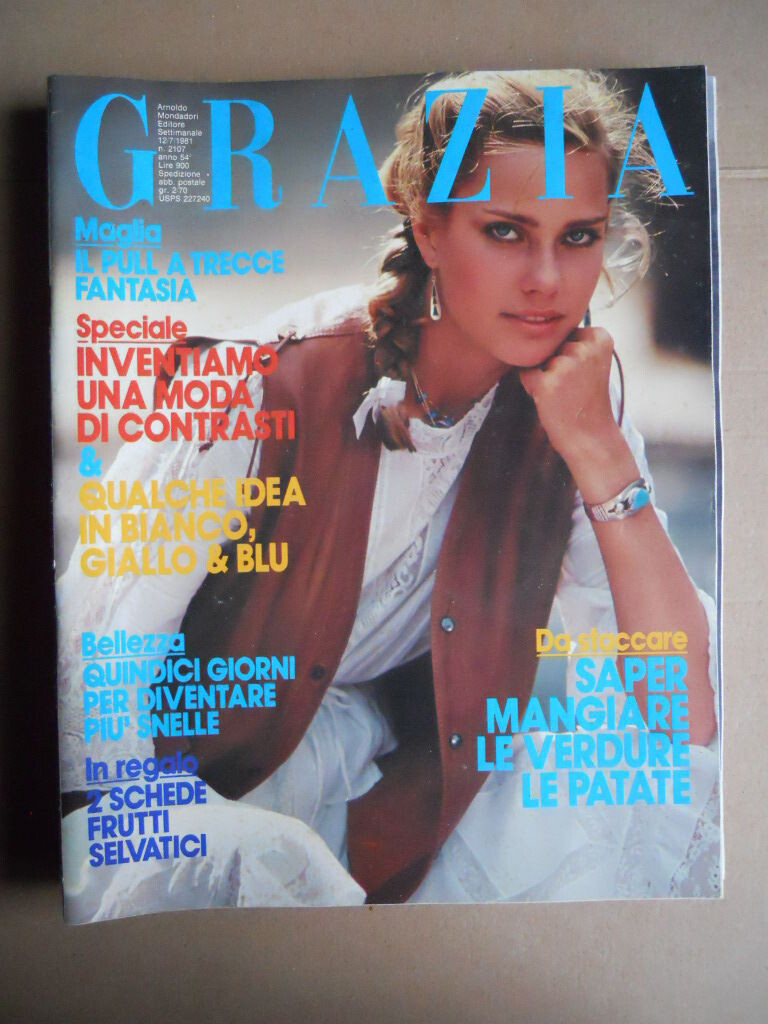 GRAZIA
Arnoldo
Mondadori
Editore
Settimanale
12/7/1981
n. 2107
anno 54°
Lire 900
Spedizione
abb. postale
gr. 2/70
USPS 227240
Maglia
IL PULL A TRECCE
FANTASIA
Speciale
INVENTIAMO
UNA MODA
DI CONTRASTI
&
QUALCHE IDEA
IN BIANCO,
GIALLO & BLU
Bellezza
QUINDICI GIORNI
PER DIVENTARE
PIU' SNELLE
In regalo
2 SCHEDE
FRUTTI
SELVATICI
Da staccare
SAPER
MANGIARE
LE VERDURE
LE PATATE